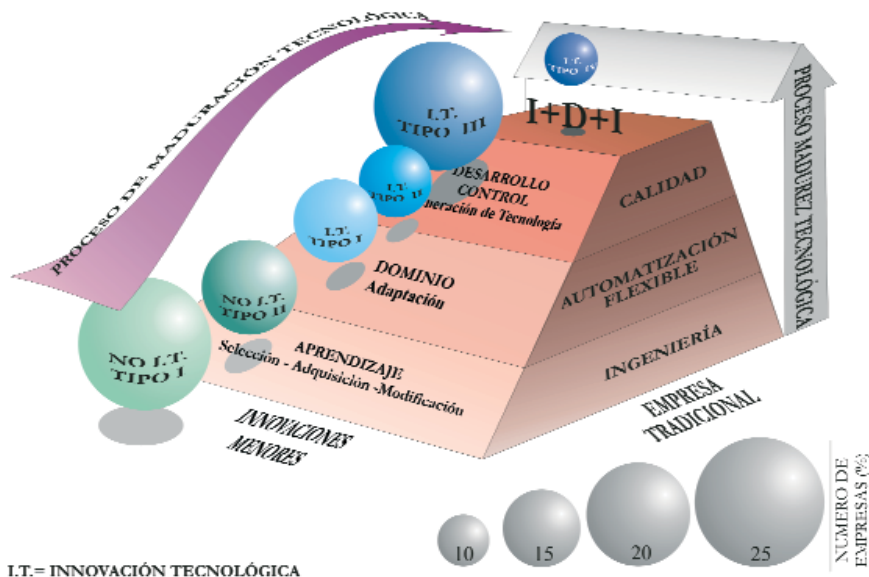 PROCESO DE MADURACIÓN TECNOLÓGICA
I.T.
TIPO IV
I+D+I
PROCESO MADUREZ TECNOLÓGICA
I.T.
TIPO III
DESARROLLO
CONTROL
neración de Tecnología
CALIDAD
I.T.
TIPO II
I.T.
TIPO I
DOMINIO
Adaptación
AUTOMATIZACIÓN
FLEXIBLE
NO I.T.
TIPO II
NO I.T.
TIPO I
APRENDIZAJE
Selección - Adquisición -Modificación
INGENIERÍA
INNOVACIONES
MENORES
EMPRESA
TRADICIONAL
10
15
20
25
NUMERO DE
EMPRESAS (%)
I.T.= INNOVACIÓN TECNOLÓGICA